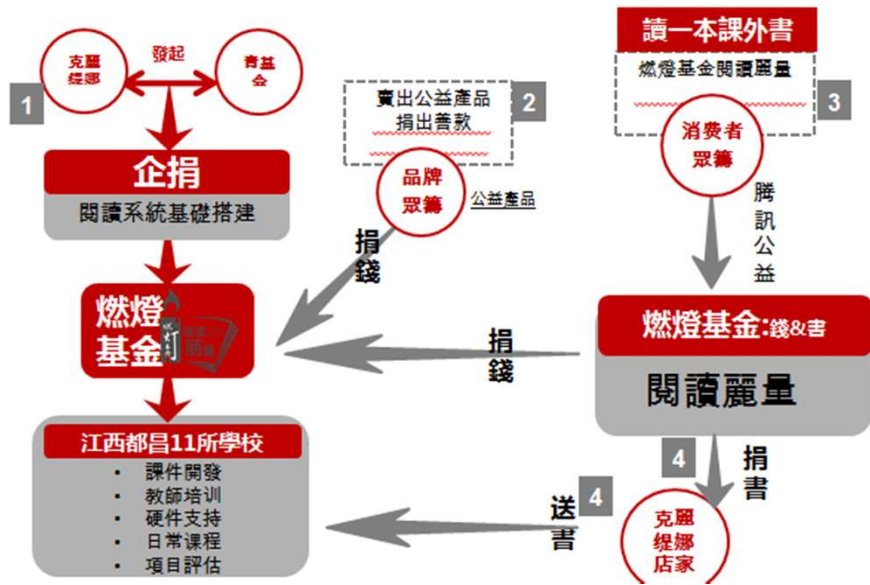 1
克麗
緹娜
發起
青基
會
企捐
閱讀系統基礎搭建
燃燈
基金
燃灯
江西都昌11所學校
• 課件開發
• 教師培训
• 硬件支持
• 日常课程
• 項目評估
2
賣出公益產品
捐出善款
品牌
眾籌
公益產品
捐錢
讀一本課外書
燃燈基金閱讀麗量
3
消费者
眾籌
腾訊公益
燃燈基金:錢&書
閱讀麗量
捐錢
4
捐書
克麗
缇娜
店家
4
送書